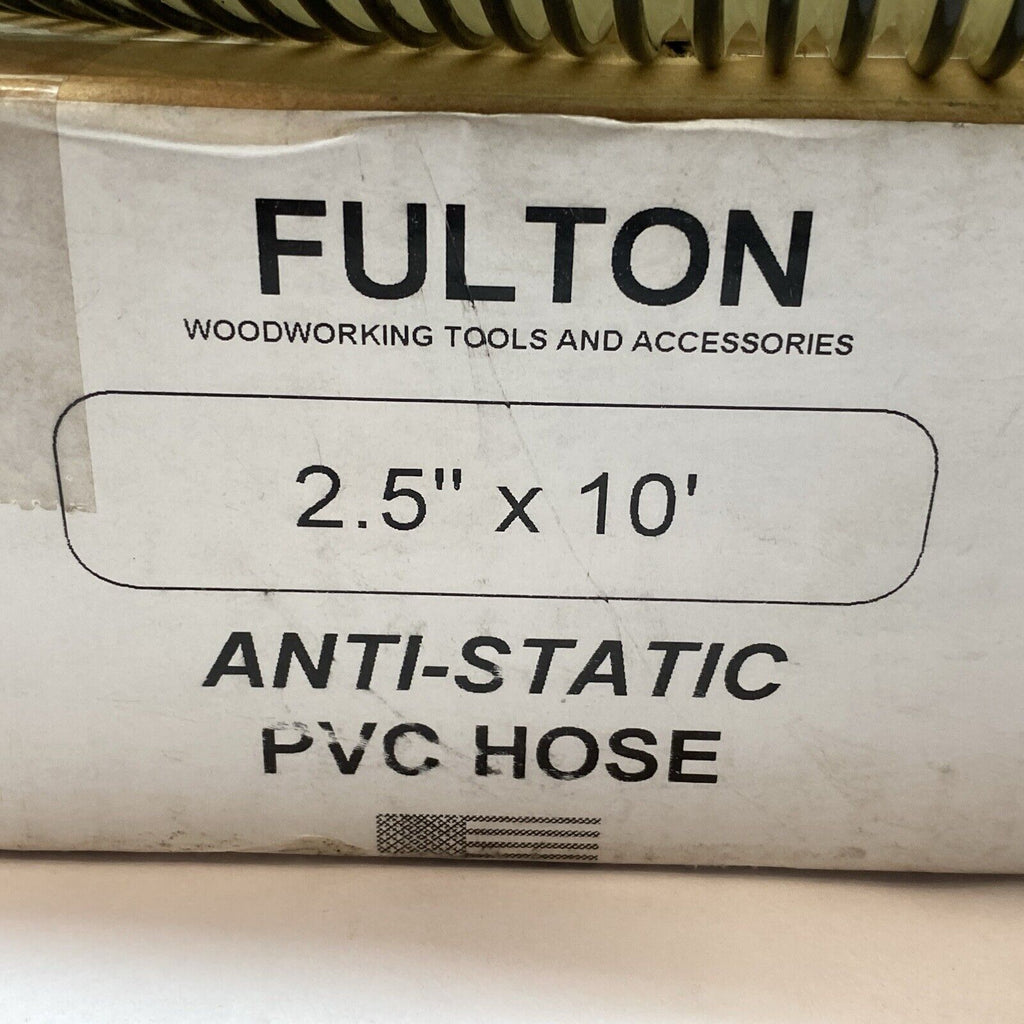 FULTON
WOODWORKING TOOLS AND ACCESSORIES
2.5" x 10'
ANTI-STATIC
PVC HOSE